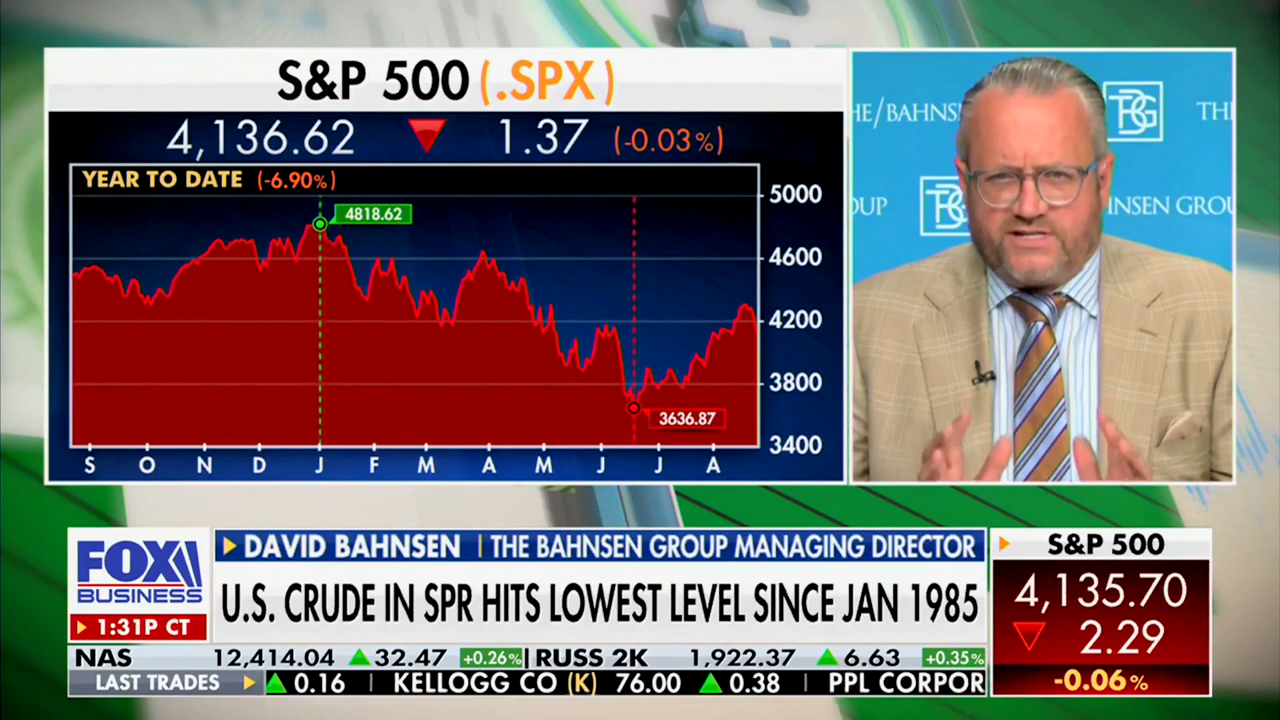 S&P 500 (.SPX)
4,136.62 ▼ 1.37 (-0.03%)
YEAR TO DATE (-6.90%)
4818.62
3636.87
5000
4600
4200
3800
3400
S O N D J F M A M J J A
THE/BAHNS
TBG
THE
OUP
TB
HNSEN GROU
FOX
BUSINESS
1:31P CT
DAVID BAHNSEN | THE BAHNSEN GROUP MANAGING DIRECTOR
U.S. CRUDE IN SPR HITS LOWEST LEVEL SINCE JAN 1985
S&P 500
4,135.70
▽ 2.29
-0.06%
NAS 12,414.04 ▲ 32.47 +0.26% | RUSS 2K 1,922.37 ▲ 6.63 +0.35%
LAST TRADES ▲ 0.16 | KELLOGG CO (K) 76.00 ▲ 0.38 | PPL CORPOR